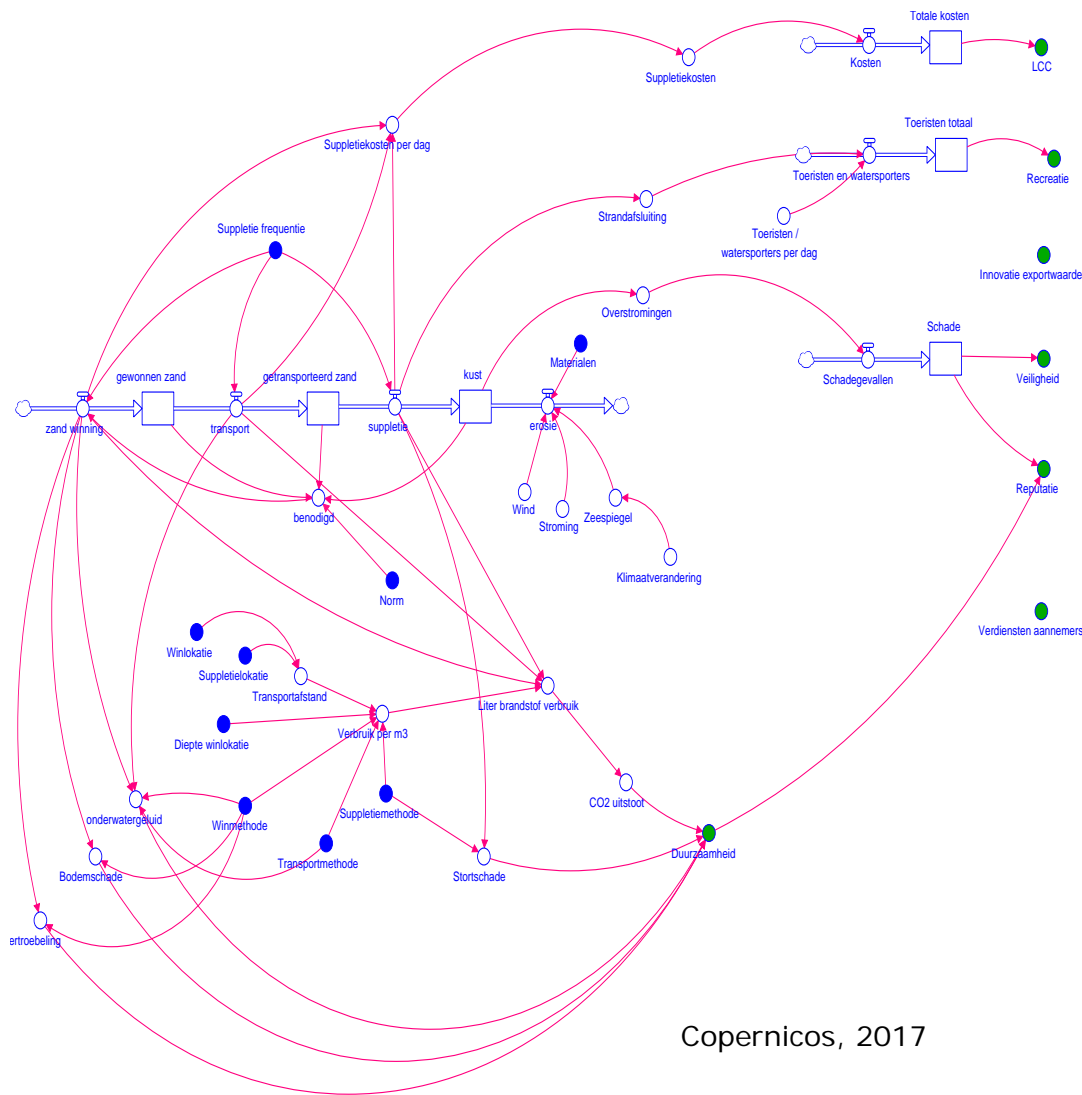 Totale kosten
Kosten
LCC
Suppletiekosten
Suppletiekosten per dag
Toeristen totaal
Toeristen en watersporters
Recreatie
Strandafsluiting
Toeristen /
watersporters per dag
Suppletie frequentie
Innovatie exportwaarde
Overstromingen
Schade
Materialen
Schadegevallen
Veiligheid
gewonnen zand
getransporteerd zand
kust
zand winning
transport
suppletie
erosie
Reputatie
benodigd
Wind
Stroming
Zeespiegel
Klimaatverandering
Norm
Verdiensten aannemers
Winlokatie
Suppletielokatie
Transportafstand
Liter brandstof verbruik
Diepte winlokatie
Verbruik per m3
CO2 uitstoot
onderwatergeluid
Winmethode
Suppletiemethode
Transportmethode
Duurzaamheid
Bodemschade
Stortschade
ertroebeling
Copernicos, 2017